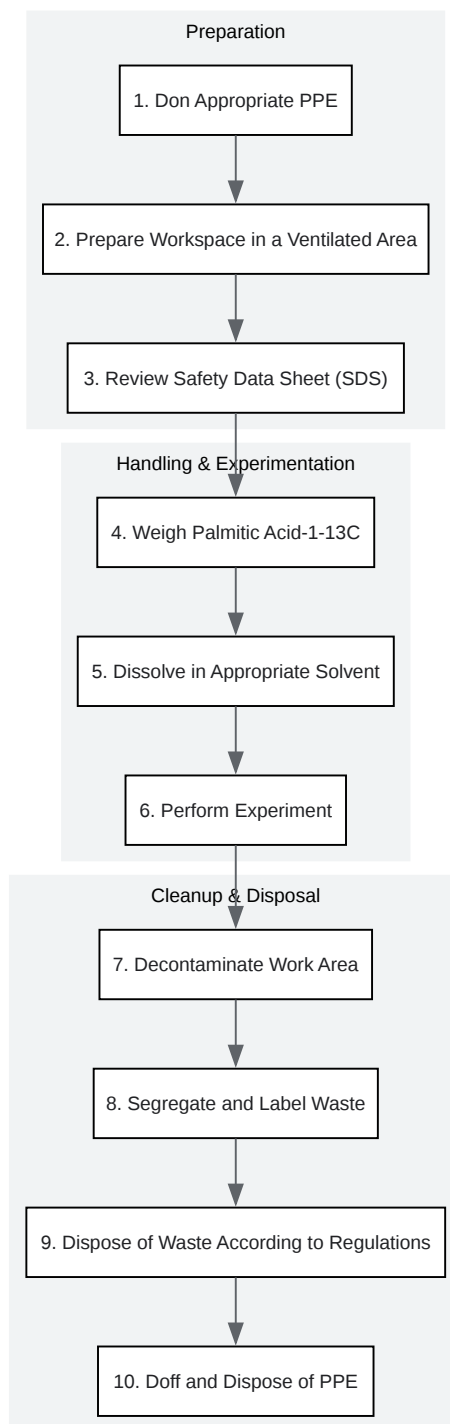 Preparation
1. Don Appropriate PPE
2. Prepare Workspace in a Ventilated Area
3. Review Safety Data Sheet (SDS)
Handling & Experimentation
4. Weigh Palmitic Acid-1-13C
5. Dissolve in Appropriate Solvent
6. Perform Experiment
Cleanup & Disposal
7. Decontaminate Work Area
8. Segregate and Label Waste
9. Dispose of Waste According to Regulations
10. Doff and Dispose of PPE